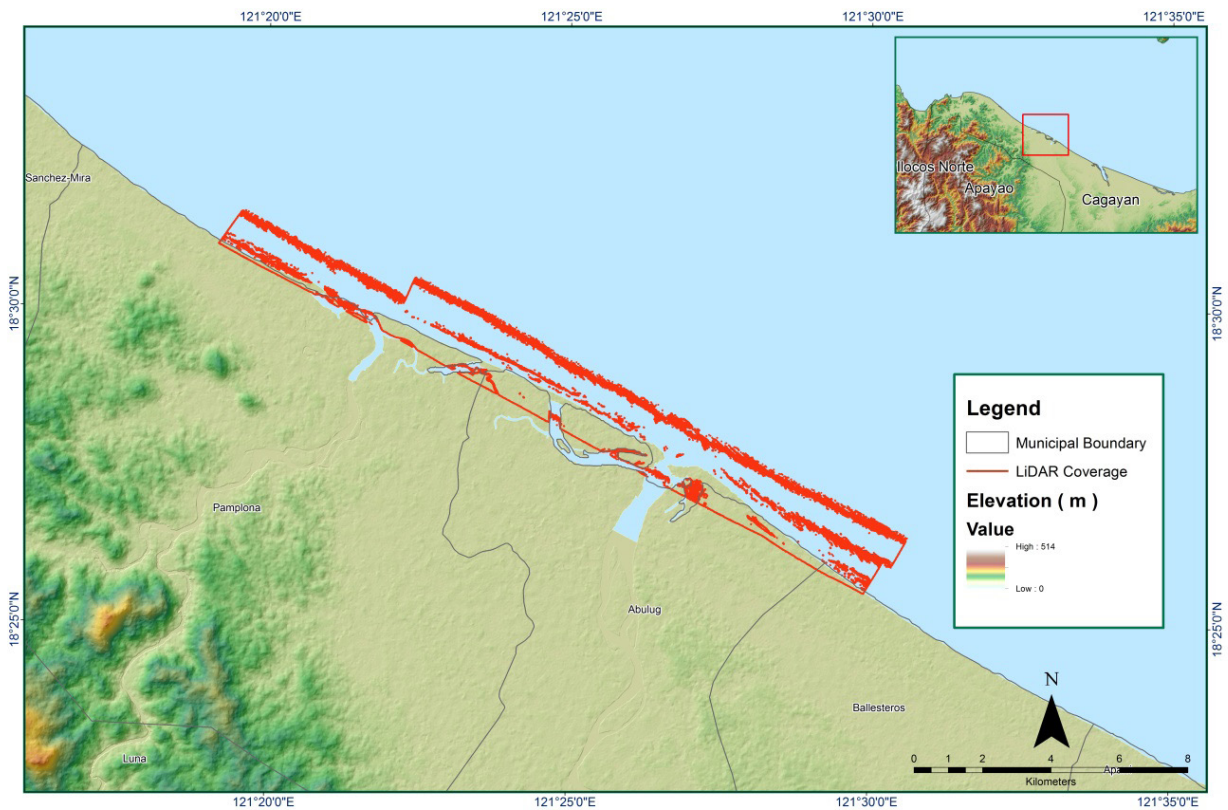 121°20'0"E
121°25'0"E
121°30'0"E
121°35'0"E
Ilocos Norte
Apayao
Cagayan
Sanchez-Mira
18°30'0"N
18°30'0"N
Legend
Municipal Boundary
LiDAR Coverage
Elevation ( m )
Value
High : 514
Low : 0
Pamplona
Abulug
18°25'0"N
18°25'0"N
N
Ballesteros
Luna
0 1 2 4 6 8
Kilometers
Apa
121°20'0"E
121°25'0"E
121°30'0"E
121°35'0"E